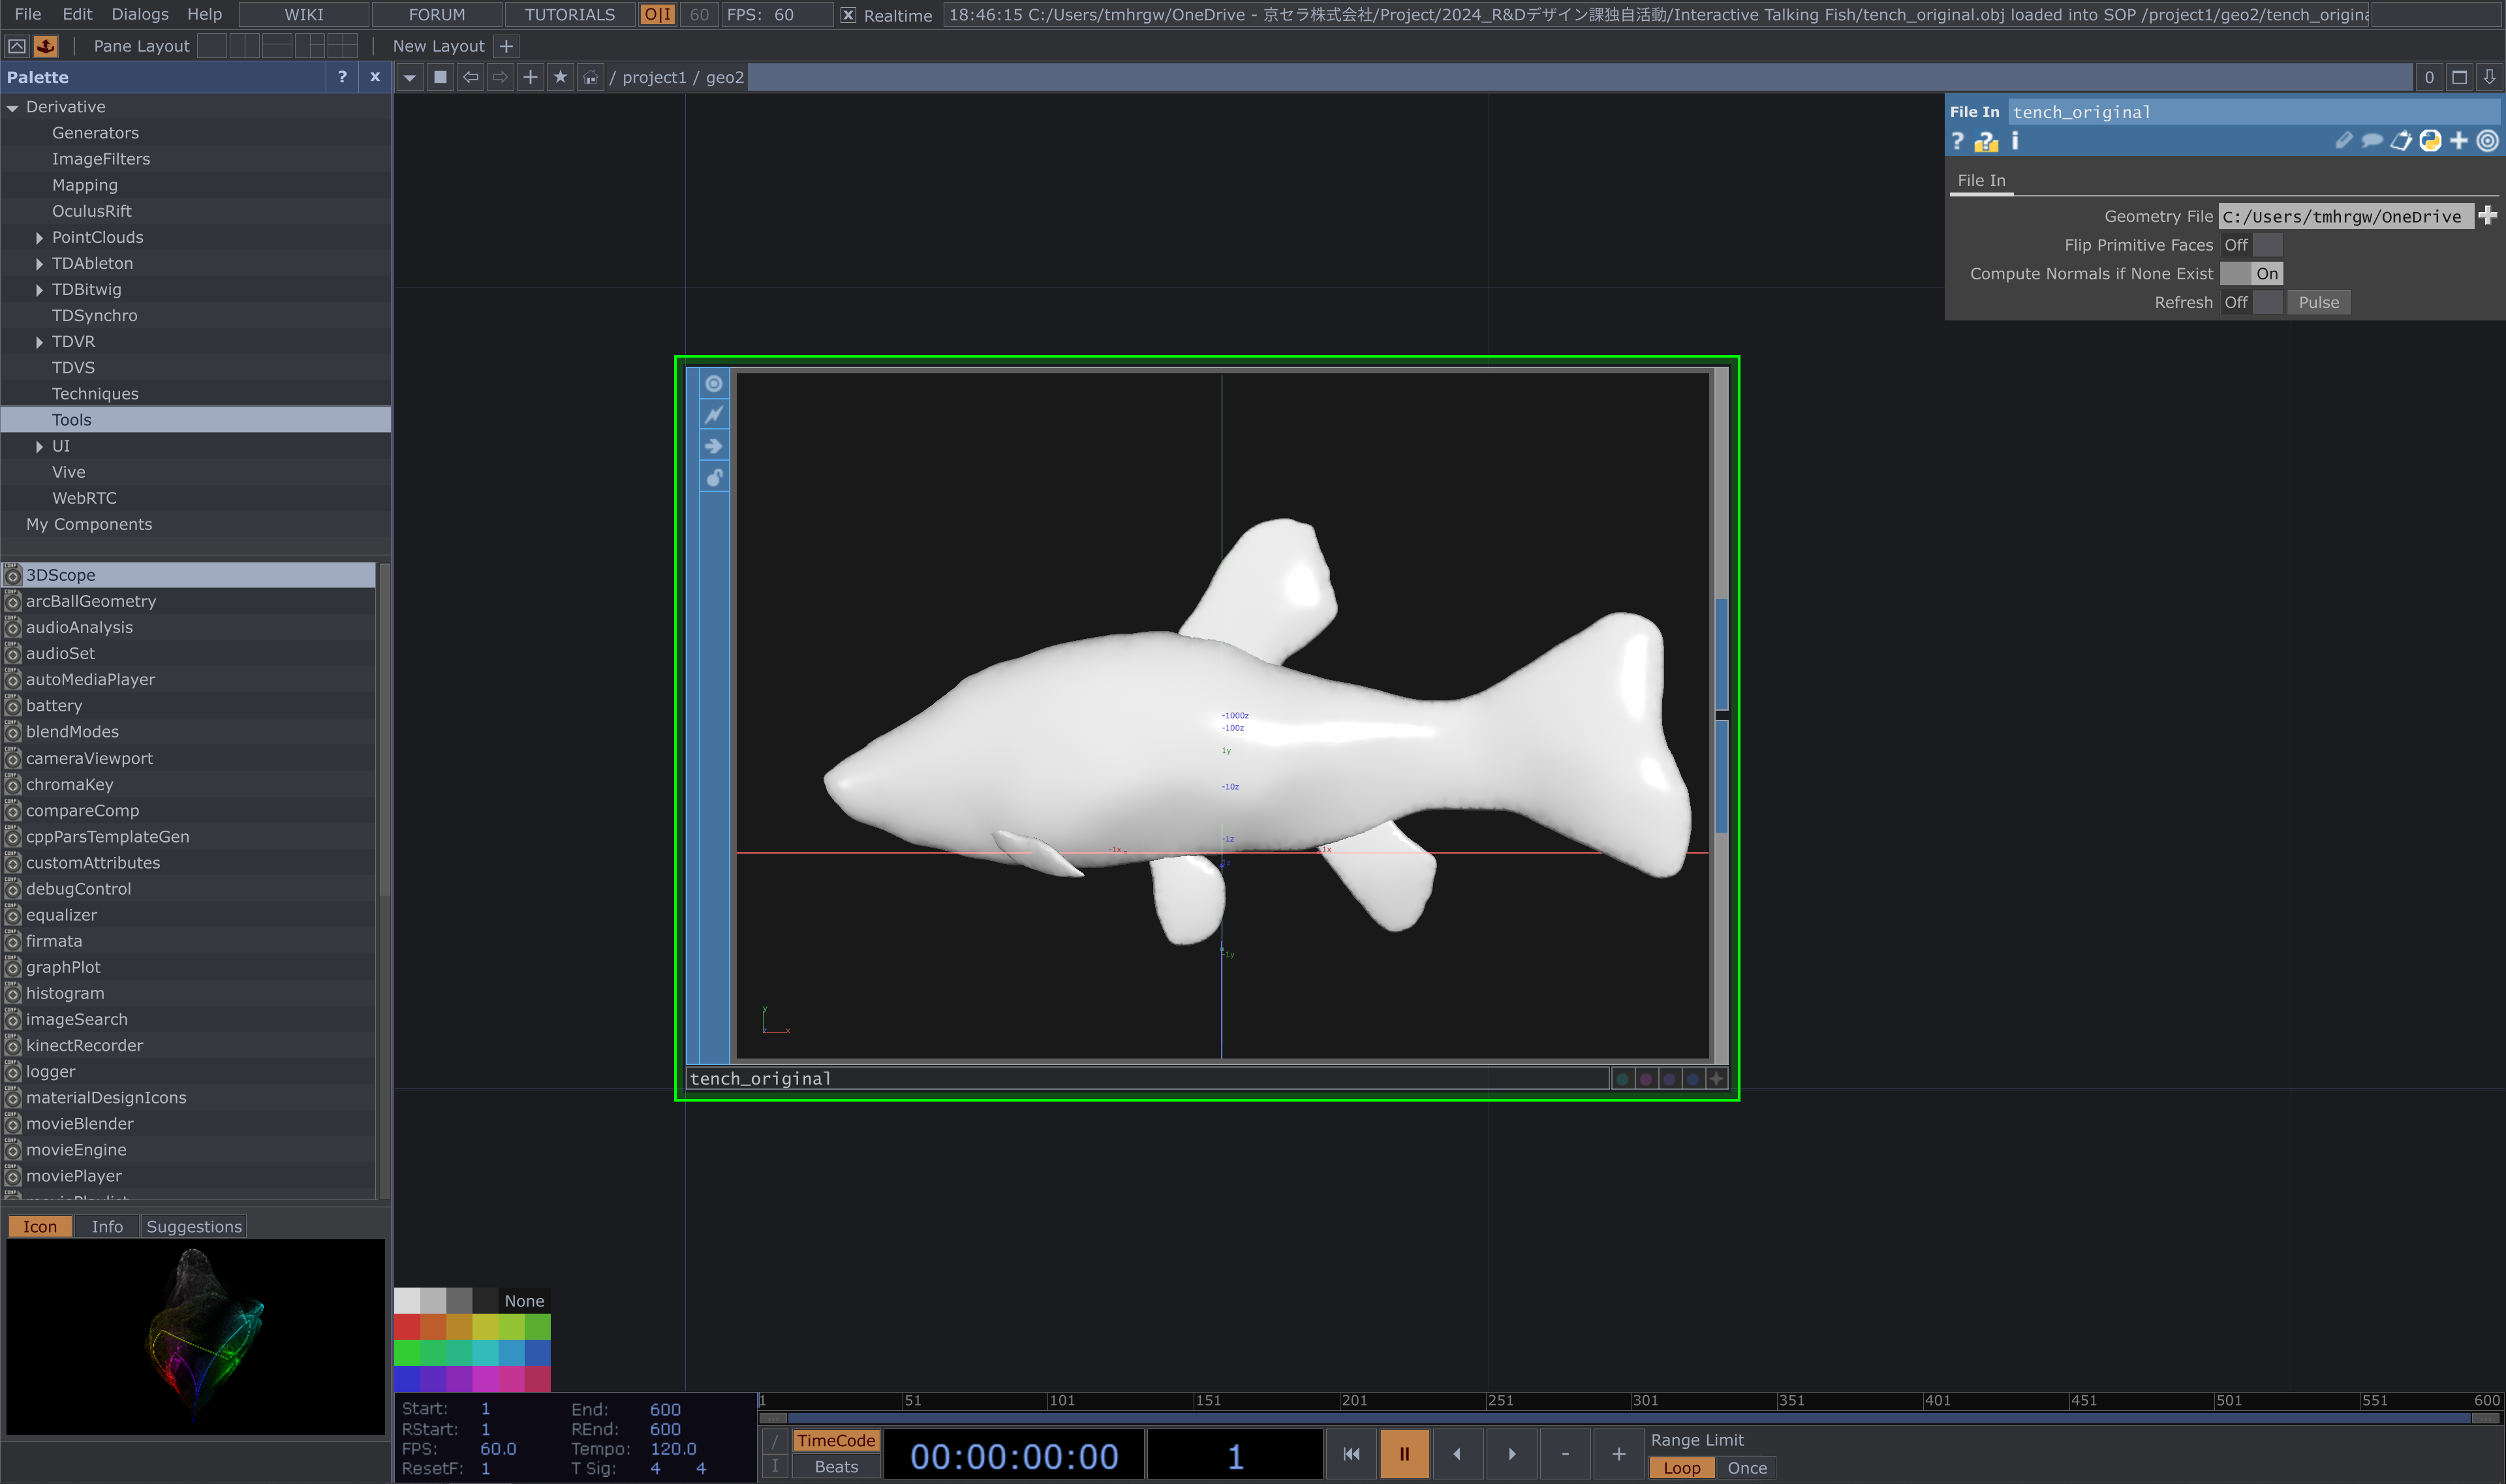 File Edit Dialogs Help WIKI FORUM TUTORIALS O|I 60 FPS: 60 Realtime 18:46:15 C:/Users/tmhrgw/OneDrive - 京セラ株式会社/Project/2024_R&Dデザイン課独自活動/Interactive Talking Fish/tench_original.obj loaded into SOP /project1/geo2/tench_origina
Pane Layout New Layout +
Palette ? x
/ project1 / geo2 0
Derivative
Generators
ImageFilters
Mapping
OculusRift
PointClouds
TDAbleton
TDBitwig
TDSynchro
TDVR
TDVS
Techniques
Tools
UI
Vive
WebRTC
My Components
3DScope
arcBallGeometry
audioAnalysis
audioSet
autoMediaPlayer
battery
blendModes
cameraViewport
chromaKey
compareComp
cppParsTemplateGen
customAttributes
debugControl
equalizer
firmata
graphPlot
histogram
imageSearch
kinectRecorder
logger
materialDesignIcons
movieBlender
movieEngine
moviePlayer
Icon Info Suggestions
File In tench_original
File In
Geometry File C:/Users/tmhrgw/OneDrive
Flip Primitive Faces Off
Compute Normals if None Exist On
Refresh Off Pulse
-1000z
-100z
1y
-10z
-1z
-1x
1x
1z
-1y
y
x
tench_original
None
Start: 1 End: 600
RStart: 1 REnd: 600
FPS: 60.0 Tempo: 120.0
ResetF: 1 T Sig: 4 4
1 51 101 151 201 251 301 351 401 451 501 551 600
TimeCode
Beats
00:00:00:00
1
- +
Range Limit
Loop Once